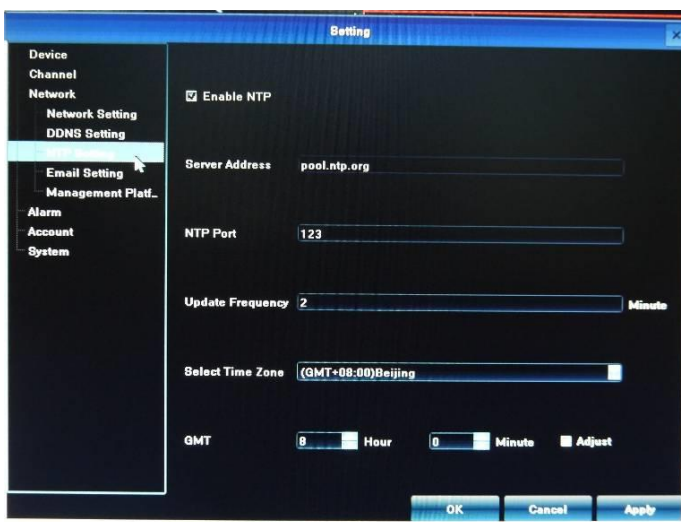 Setting
Device
Channel
Network
Network Setting
DDNS Setting
NTP Setting
Email Setting
Management Platf..
Alarm
Account
System
Enable NTP
Server Address pool.ntp.org
NTP Port 123
Update Frequency 2 Minute
Select Time Zone (GMT+08:00)Beijing
GMT 8 Hour 0 Minute Adjust
OK Cancel Apply